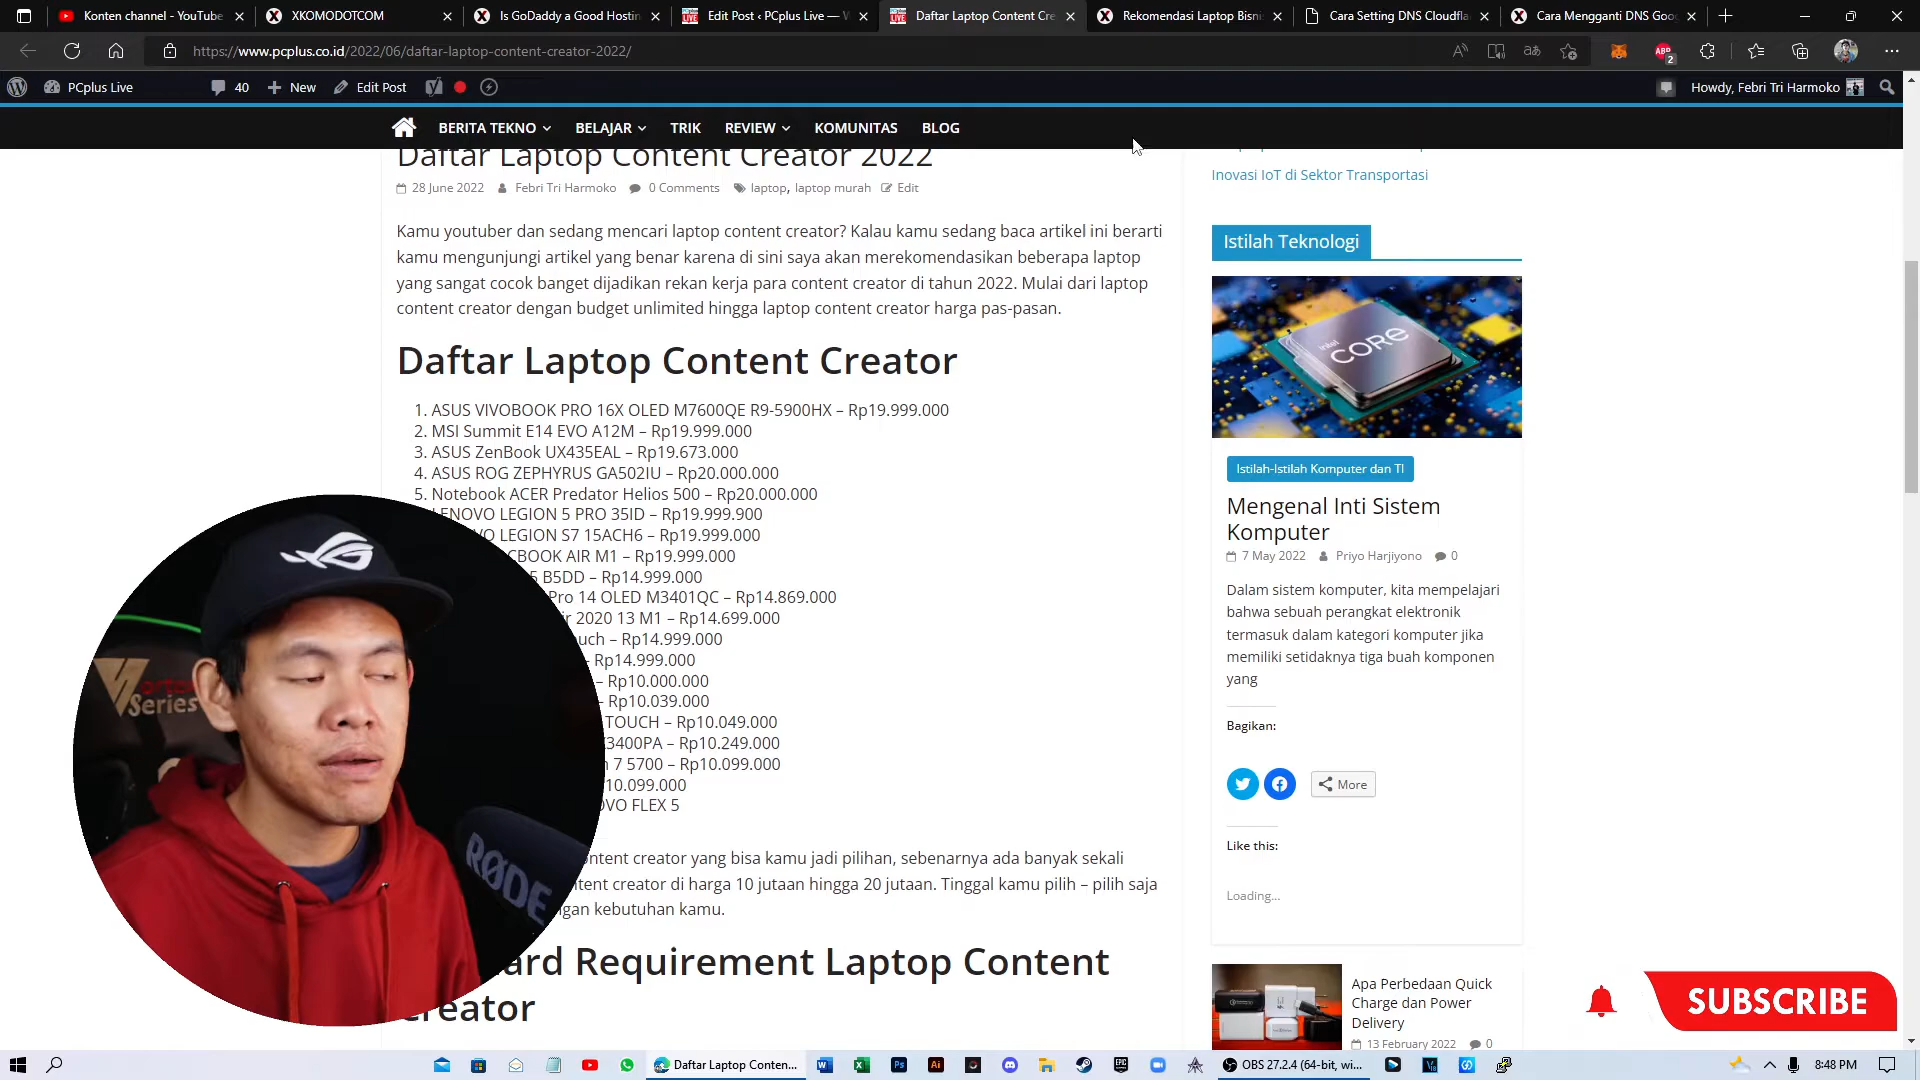 Konten channel - YouTube
XKOMODOTCOM
Is GoDaddy a Good Hostin
Edit Post ‹ PCplus Live — W
Daftar Laptop Content Cre
Rekomendasi Laptop Bisni
Cara Setting DNS Cloudfla
Cara Mengganti DNS Goo
https://www.pcplus.co.id/2022/06/daftar-laptop-content-creator-2022/
PCplus Live
40
New
Edit Post
Howdy, Febri Tri Harmoko
BERITA TEKNO
BELAJAR
TRIK
REVIEW
KOMUNITAS
BLOG
Daftar Laptop Content Creator 2022
28 June 2022 Febri Tri Harmoko 0 Comments laptop, laptop murah Edit
Kamu youtuber dan sedang mencari laptop content creator? Kalau kamu sedang baca artikel ini berarti
kamu mengunjungi artikel yang benar karena di sini saya akan merekomendasikan beberapa laptop
yang sangat cocok banget dijadikan rekan kerja para content creator di tahun 2022. Mulai dari laptop
content creator dengan budget unlimited hingga laptop content creator harga pas-pasan.
Daftar Laptop Content Creator
1. ASUS VIVOBOOK PRO 16X OLED M7600QE R9-5900HX – Rp19.999.000
2. MSI Summit E14 EVO A12M – Rp19.999.000
3. ASUS ZenBook UX435EAL – Rp19.673.000
4. ASUS ROG ZEPHYRUS GA502IU – Rp20.000.000
5. Notebook ACER Predator Helios 500 – Rp20.000.000
LENOVO LEGION 5 PRO 35ID – Rp19.999.900
VO LEGION S7 15ACH6 – Rp19.999.000
CBOOK AIR M1 – Rp19.999.000
5 B5DD – Rp14.999.000
Pro 14 OLED M3401QC – Rp14.869.000
ir 2020 13 M1 – Rp14.699.000
ouch – Rp14.999.000
– Rp14.999.000
– Rp10.000.000
– Rp10.039.000
TOUCH – Rp10.049.000
3400PA – Rp10.249.000
n 7 5700 – Rp10.099.000
10.099.000
OVO FLEX 5
ontent creator yang bisa kamu jadi pilihan, sebenarnya ada banyak sekali
tent creator di harga 10 jutaan hingga 20 jutaan. Tinggal kamu pilih – pilih saja
ngan kebutuhan kamu.
ard Requirement Laptop Content
Creator
Inovasi IoT di Sektor Transportasi
Istilah Teknologi
intel
CORE
Istilah-Istilah Komputer dan TI
Mengenal Inti Sistem
Komputer
7 May 2022 Priyo Harjiyono 0
Dalam sistem komputer, kita mempelajari
bahwa sebuah perangkat elektronik
termasuk dalam kategori komputer jika
memiliki setidaknya tiga buah komponen
yang
Bagikan:
More
Like this:
Loading...
Apa Perbedaan Quick
Charge dan Power
Delivery
13 February 2022 0
Series
RØDE
SUBSCRIBE
Daftar Laptop Conten...
OBS 27.2.4 (64-bit, wi...
8:48 PM